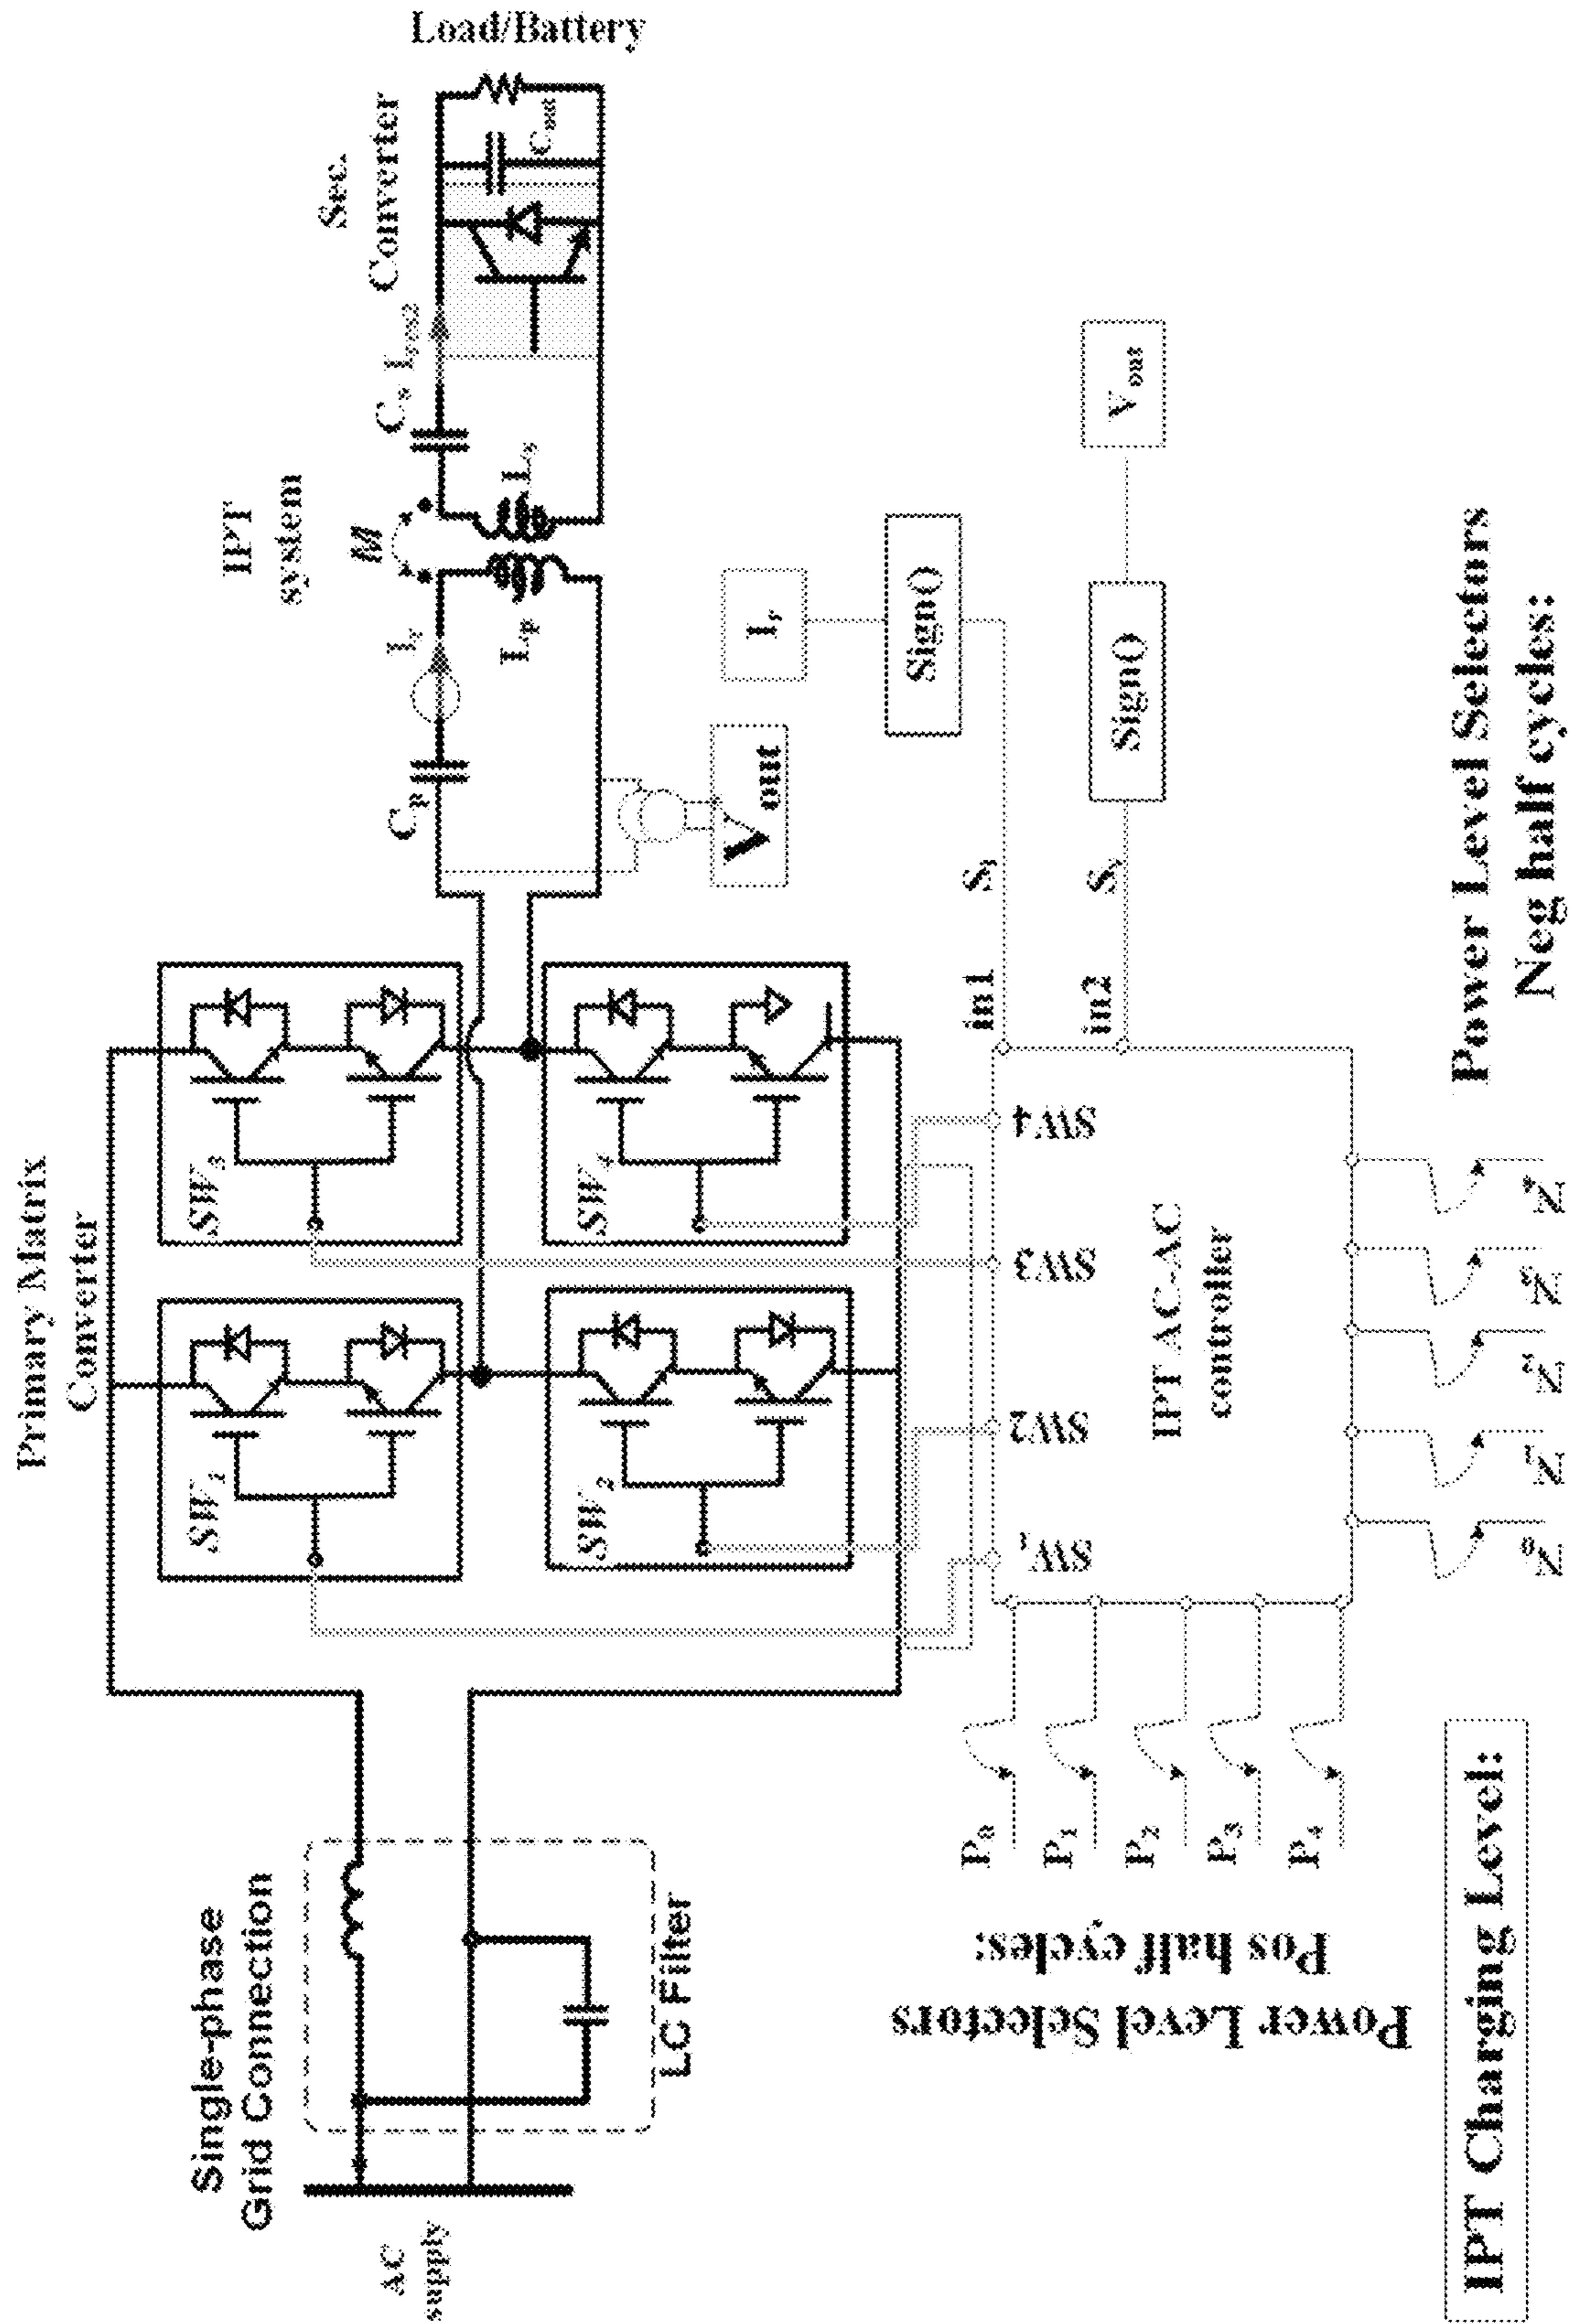 Single-phase
Grid Connection
AC
supply
LC Filter
Primary Matrix
Converter
SW1
SW3
SW2
SW4
IPT
system
M
Cp
Ir
Lp
Ls
Cs
Sec.
Converter
Cout
Load/Battery
Vout
Ir
Sign()
Vout
Sign()
in1
in2
SW1
SW2
SW3
SW4
IPT AC-AC
controller
Power Level Selectors
Pos half cycles:
P0
P1
P2
P3
P4
N0
N1
N2
N3
N4
Power Level Selectors
Neg half cycles:
IPT Charging Level: